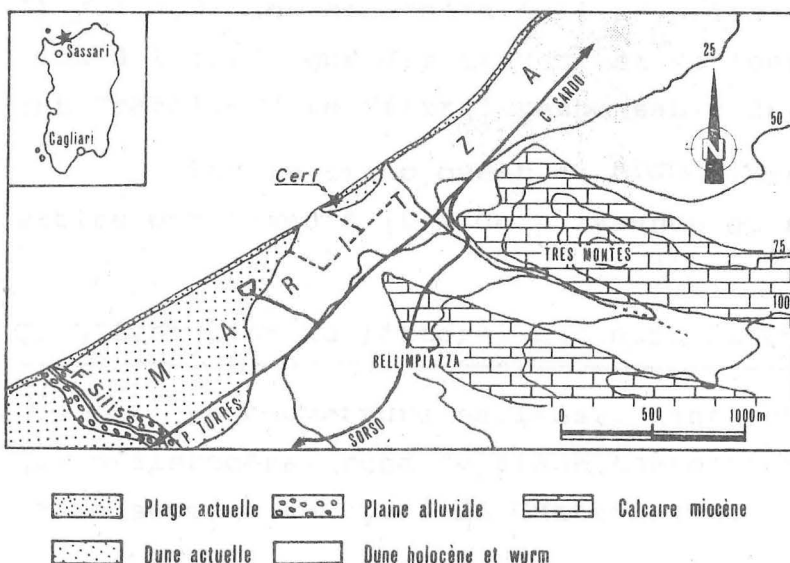 Sassari
Cagliari
25
50
75
100
N
Cerf
C. SARDO
MARITZA
TRES MONTES
BELLIMPIAZZA
F. Silis
P. TORRES
SORSO
0 500 1000m
Plage actuelle
Plaine alluviale
Calcaire miocène
Dune actuelle
Dune holocène et wurm